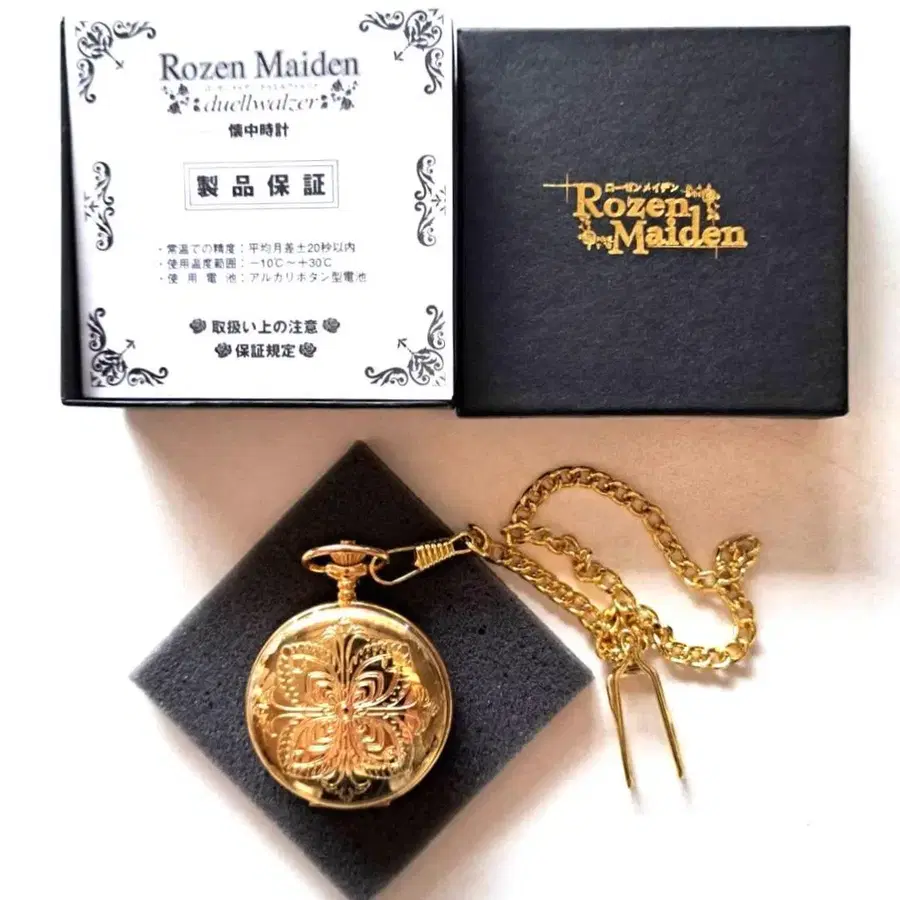 Rozen Maiden
duellwalzer
懐中時計
製品保証
・常温での精度：平均月差±20秒以内
・使用温度範囲：－10℃～＋30℃
・使用電池：アルカリボタン型電池
取扱い上の注意
保証規定
ローゼンメイデン
Rozen
Maiden